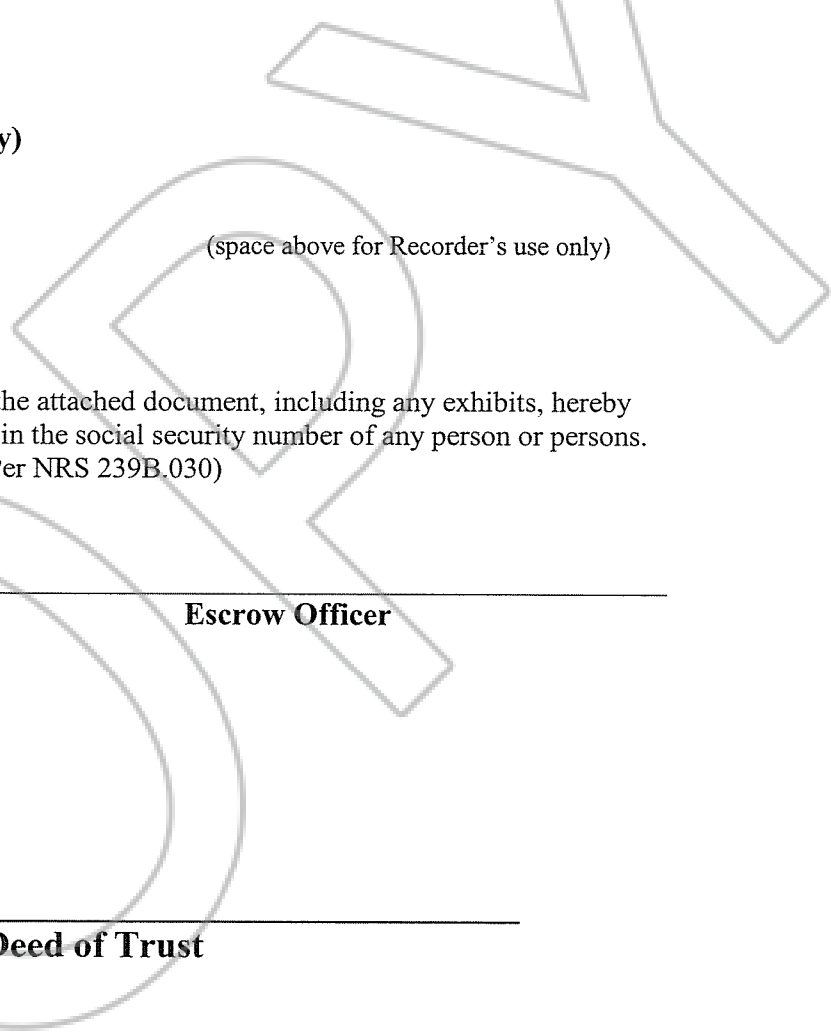 y)
(space above for Recorder's use only)
he attached document, including any exhibits, hereby
in the social security number of any person or persons.
er NRS 239B.030)
Escrow Officer
Deed of Trust
OPY